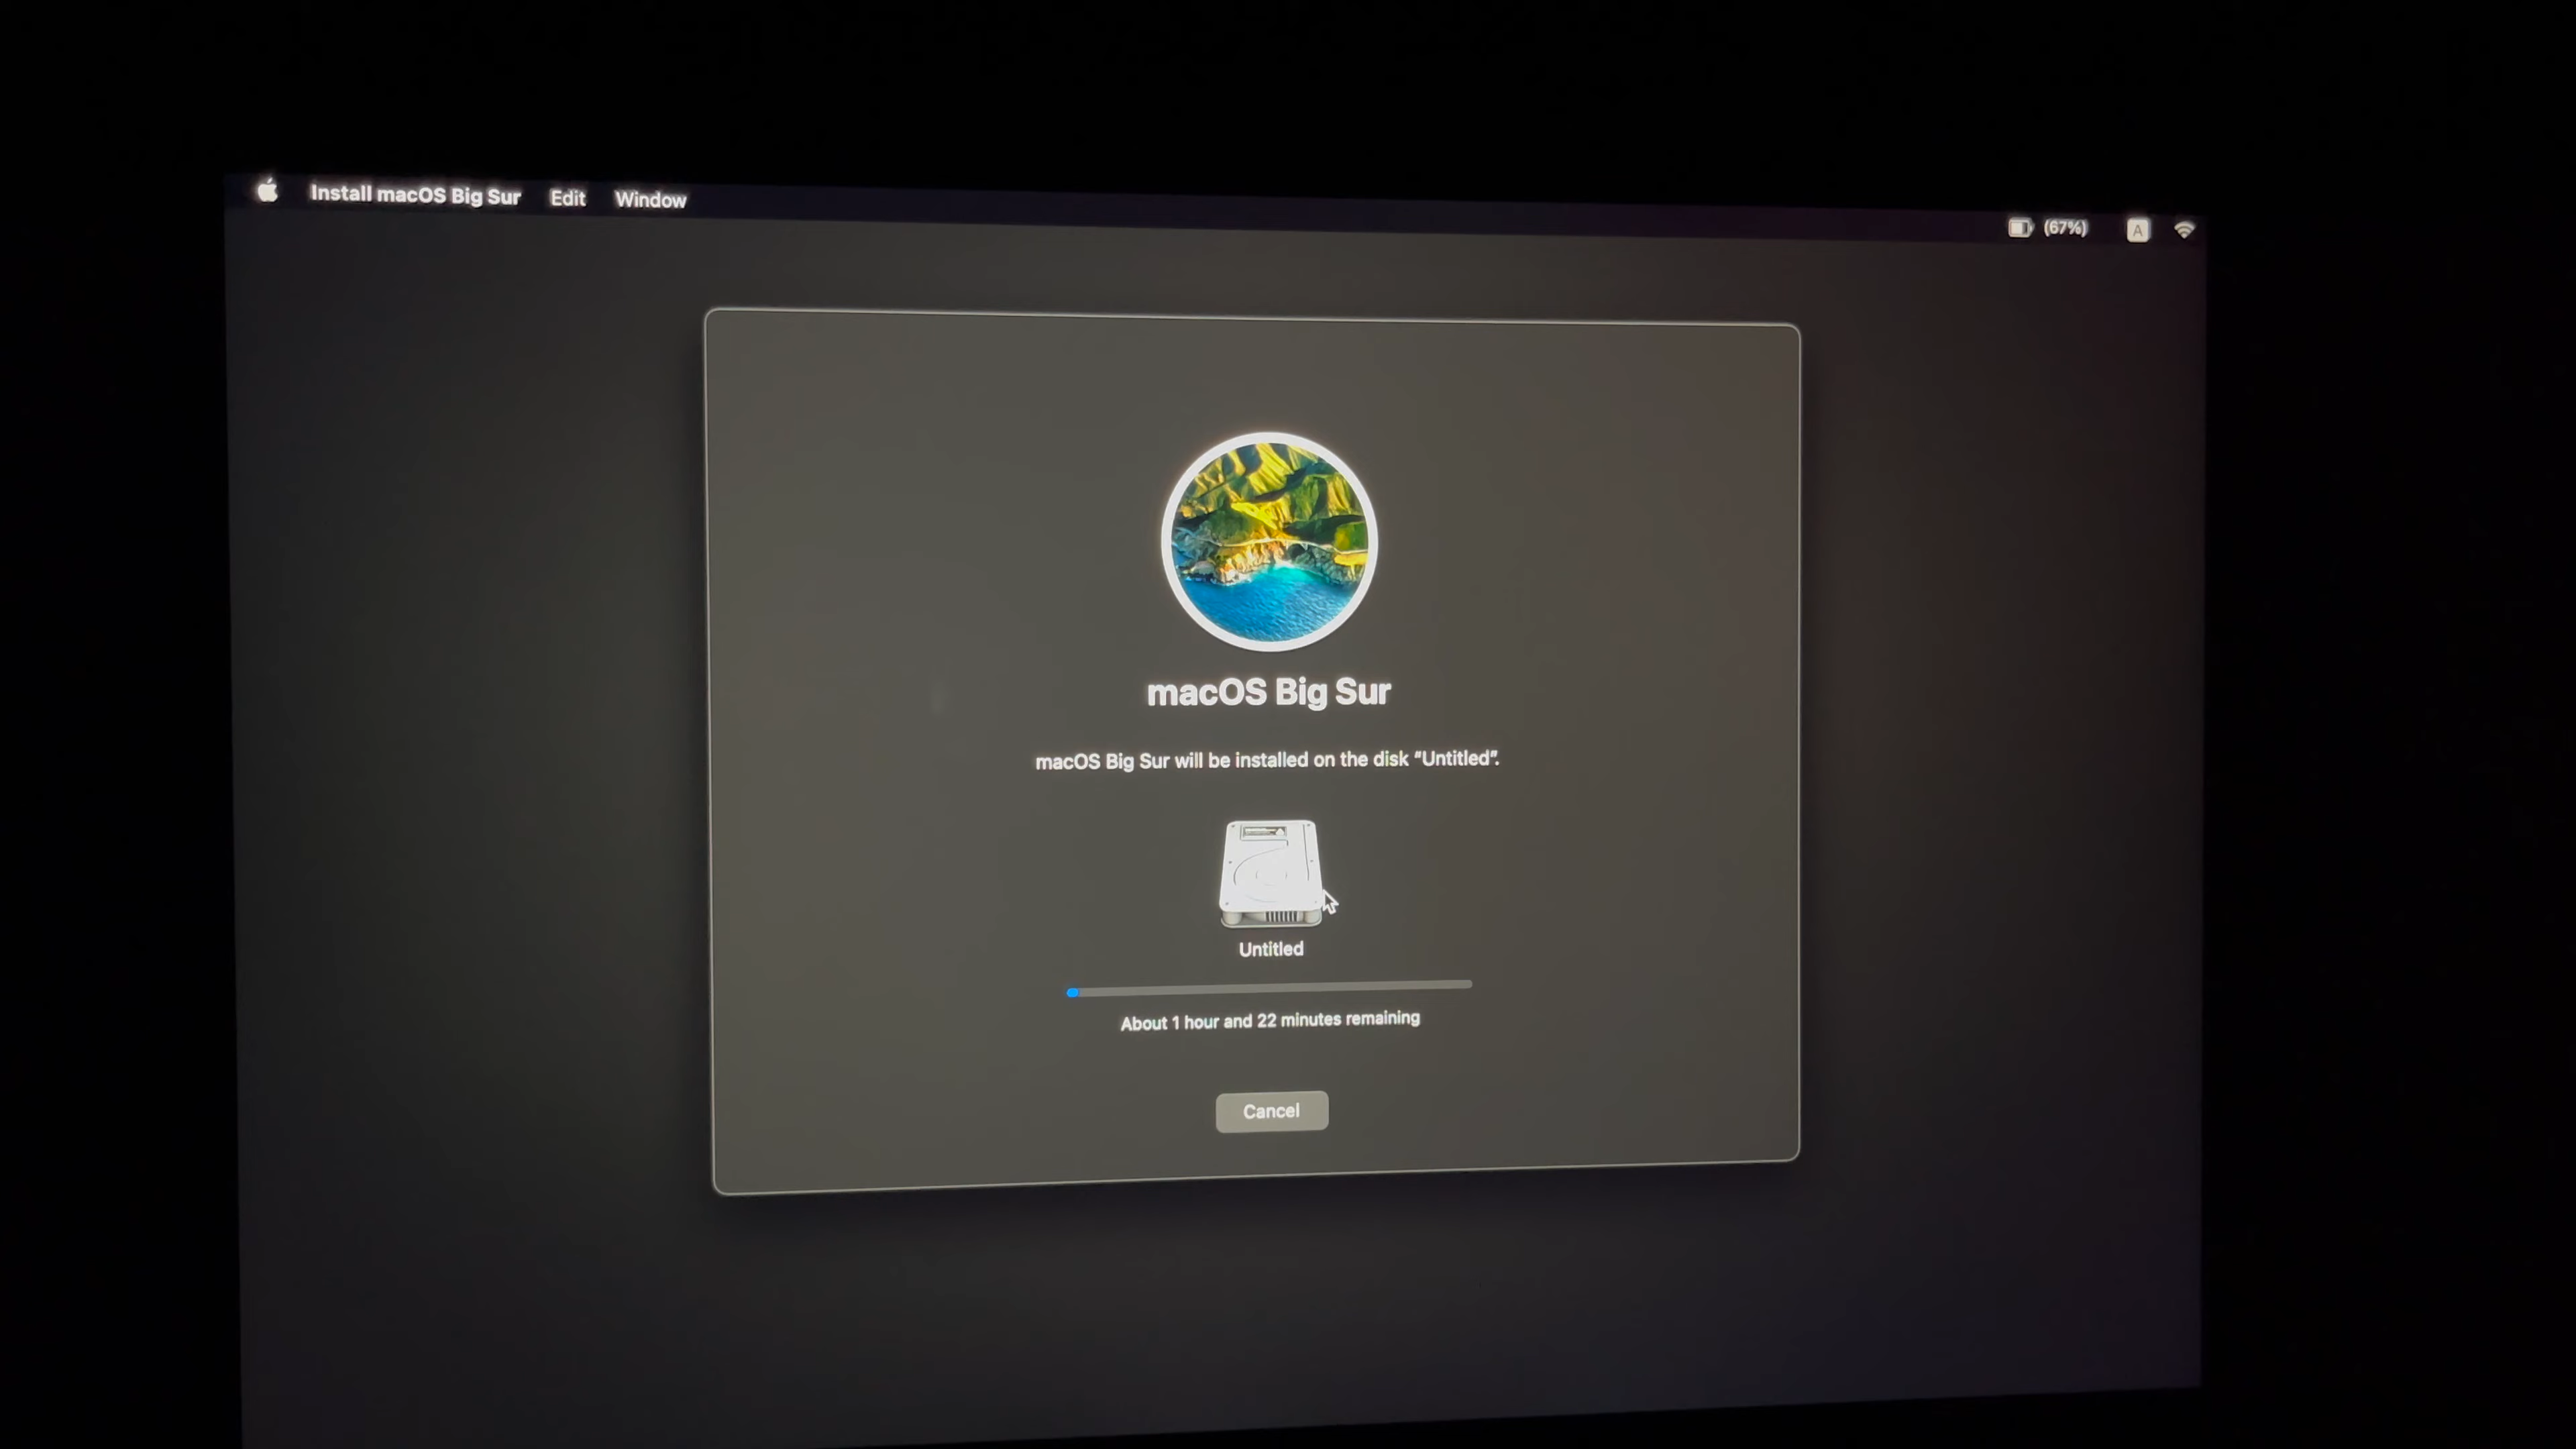 Install macOS Big Sur Edit Window (67%) A
macOS Big Sur
macOS Big Sur will be installed on the disk “Untitled”.
Untitled
About 1 hour and 22 minutes remaining
Cancel